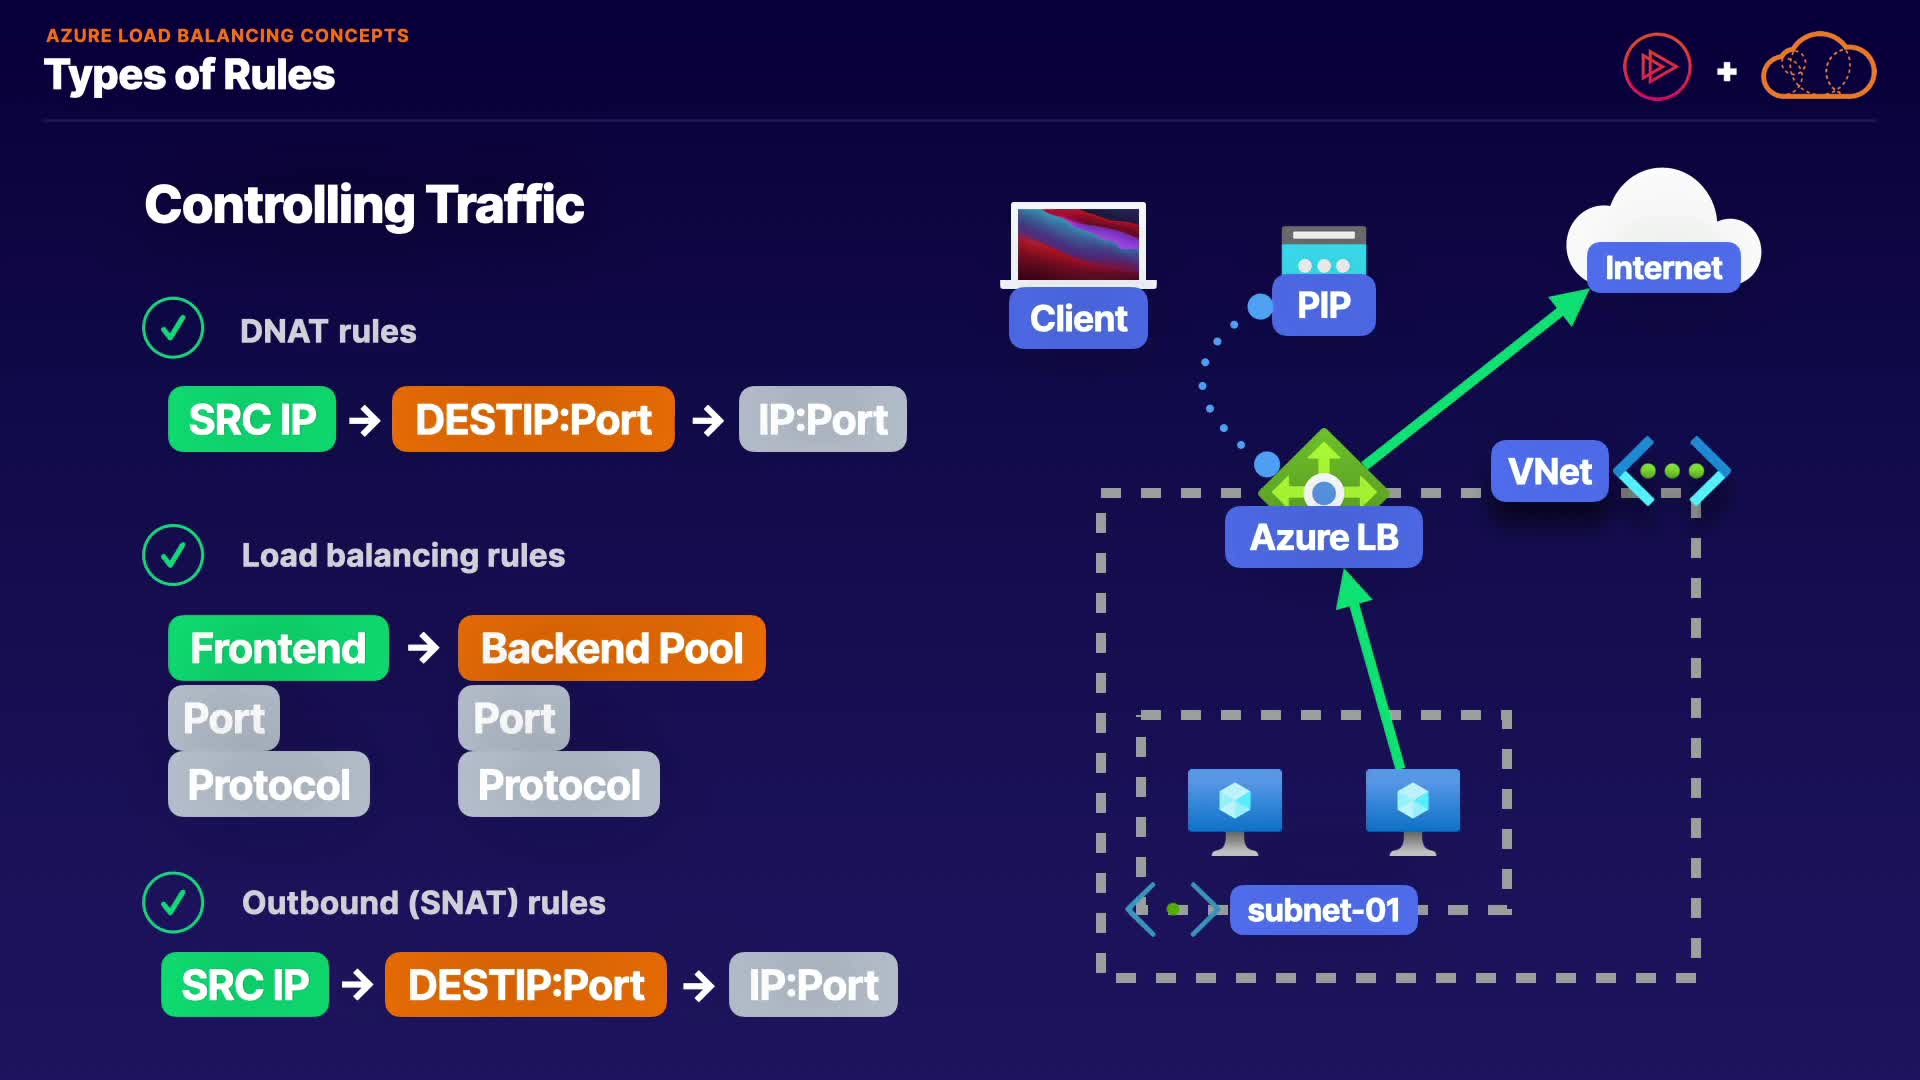 AZURE LOAD BALANCING CONCEPTS
Types of Rules
Controlling Traffic
DNAT rules
SRC IP → DESTIP:Port → IP:Port
Load balancing rules
Frontend → Backend Pool
Port Port
Protocol Protocol
Outbound (SNAT) rules
SRC IP → DESTIP:Port → IP:Port
Client
PIP
Internet
VNet
Azure LB
subnet-01